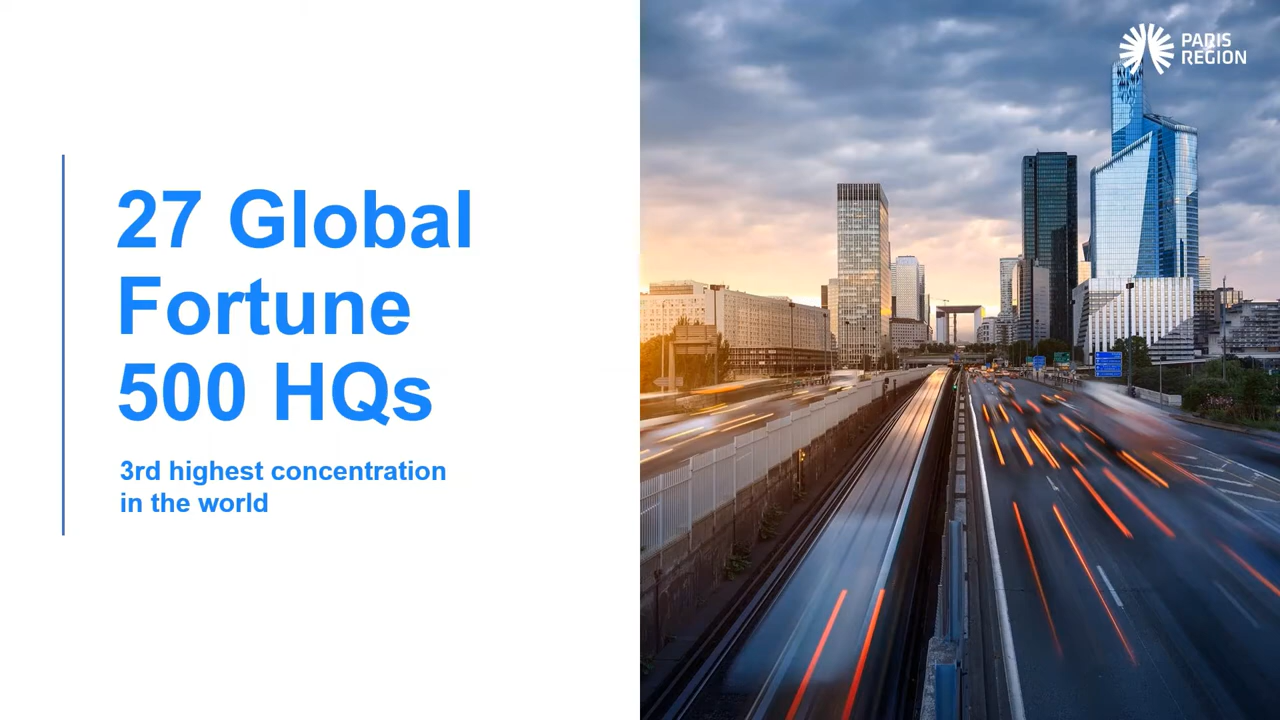 27 Global
Fortune
500 HQs
3rd highest concentration
in the world
PARIS
REGION